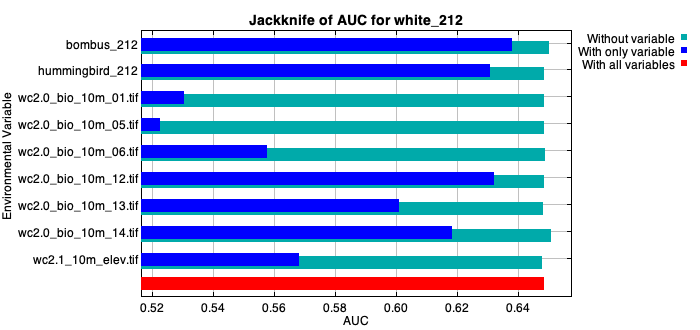 Jackknife of AUC for white_212
Environmental Variable
bombus_212
hummingbird_212
wc2.0_bio_10m_01.tif
wc2.0_bio_10m_05.tif
wc2.0_bio_10m_06.tif
wc2.0_bio_10m_12.tif
wc2.0_bio_10m_13.tif
wc2.0_bio_10m_14.tif
wc2.1_10m_elev.tif
0.52 0.54 0.56 0.58 0.60 0.62 0.64
AUC
Without variable
With only variable
With all variables